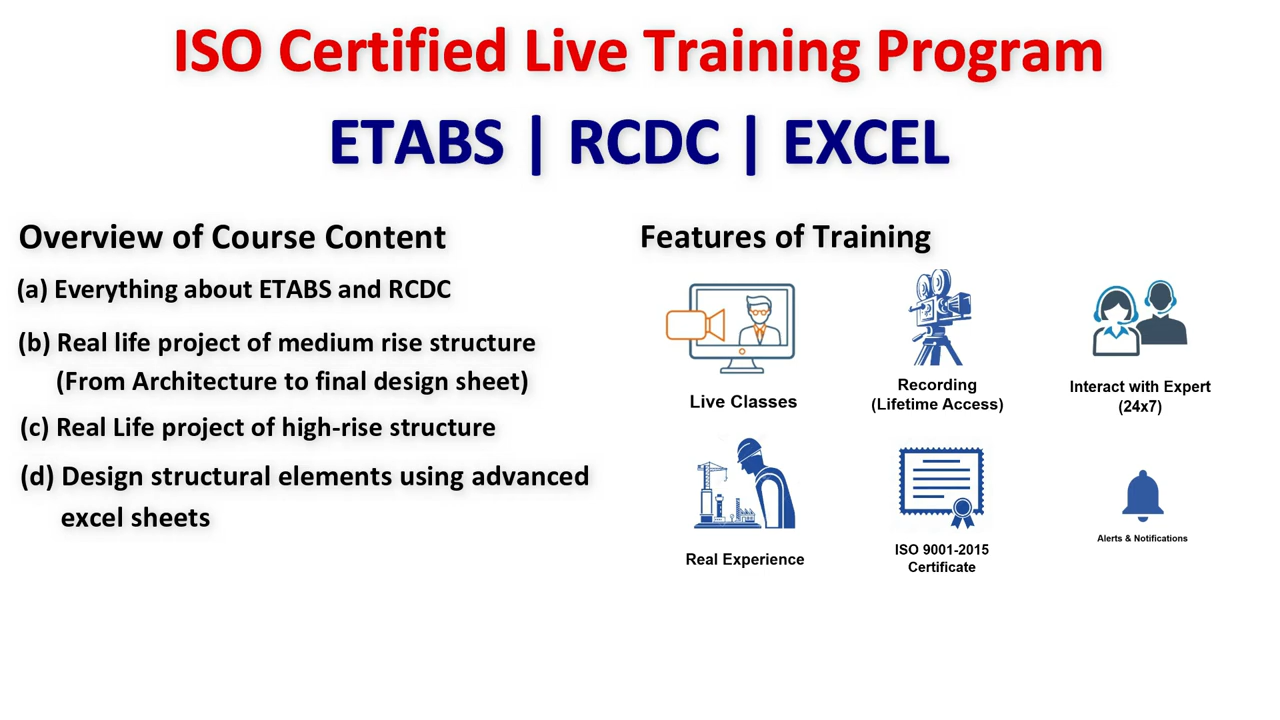 ISO Certified Live Training Program
ETABS | RCDC | EXCEL
Overview of Course Content
(a) Everything about ETABS and RCDC
(b) Real life project of medium rise structure
(From Architecture to final design sheet)
(c) Real Life project of high-rise structure
(d) Design structural elements using advanced
excel sheets
Features of Training
Live Classes
Recording
(Lifetime Access)
Interact with Expert
(24x7)
Real Experience
ISO 9001-2015
Certificate
Alerts & Notifications